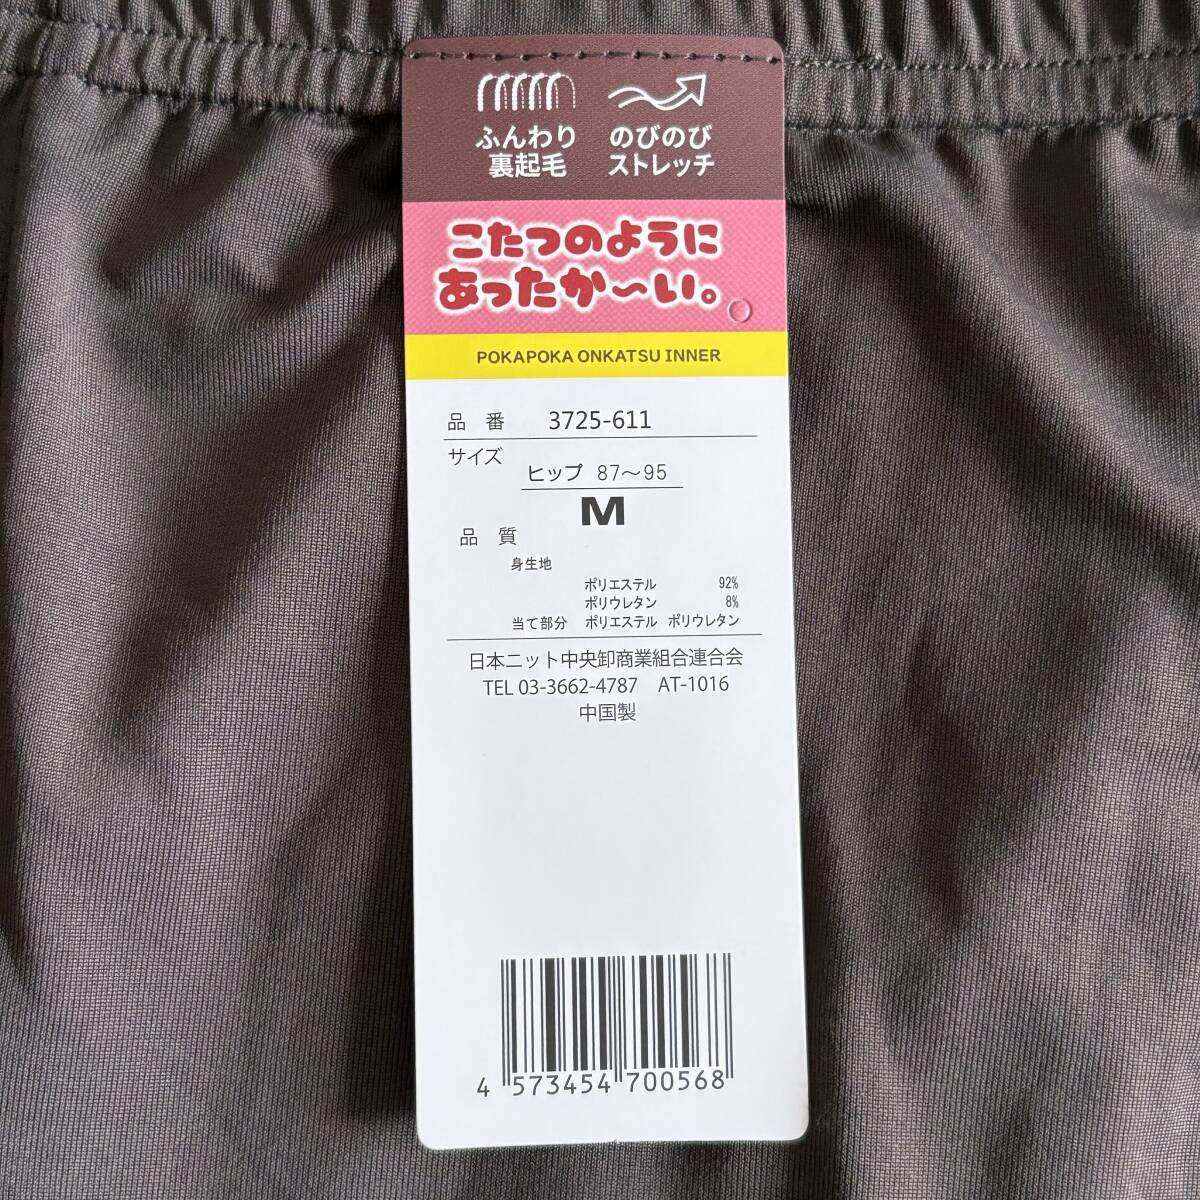 ふんわり のびのび
裏起毛 ストレッチ
こたつのように
あったか〜い。
POKAPOKA ONKATSU INNER
品 番 3725-611
サイズ
ヒップ 87〜95
M
品 質
身生地
ポリエステル 92%
ポリウレタン 8%
当て部分 ポリエステル ポリウレタン
日本ニット中央卸商業組合連合会
TEL 03-3662-4787 AT-1016
中国製
4 573454 700568